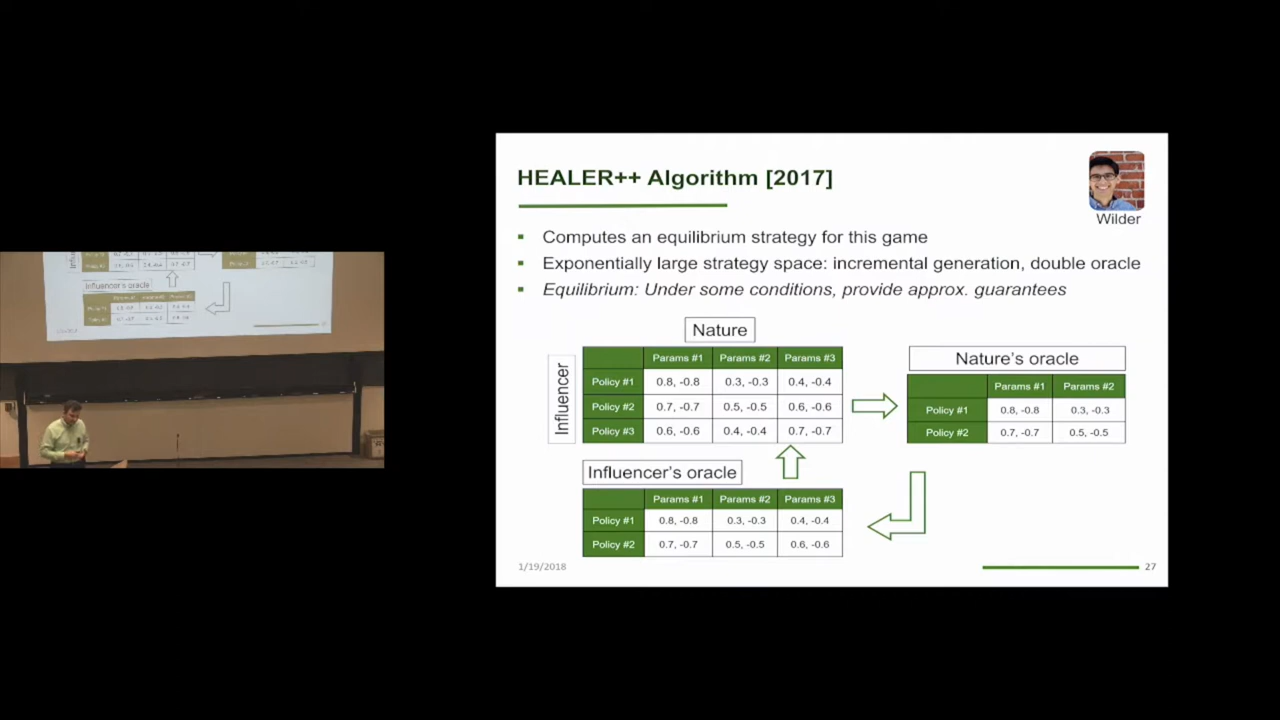 HEALER++ Algorithm [2017]
Wilder
▪ Computes an equilibrium strategy for this game
▪ Exponentially large strategy space: incremental generation, double oracle
▪ Equilibrium: Under some conditions, provide approx. guarantees
Nature
Influencer
Params #1 Params #2 Params #3
Policy #1 0.8, -0.8 0.3, -0.3 0.4, -0.4
Policy #2 0.7, -0.7 0.5, -0.5 0.6, -0.6
Policy #3 0.6, -0.6 0.4, -0.4 0.7, -0.7
Nature's oracle
Params #1 Params #2
Policy #1 0.8, -0.8 0.3, -0.3
Policy #2 0.7, -0.7 0.5, -0.5
Influencer's oracle
Params #1 Params #2 Params #3
Policy #1 0.8, -0.8 0.3, -0.3 0.4, -0.4
Policy #2 0.7, -0.7 0.5, -0.5 0.6, -0.6
1/19/2018
27
Influencer's oracle